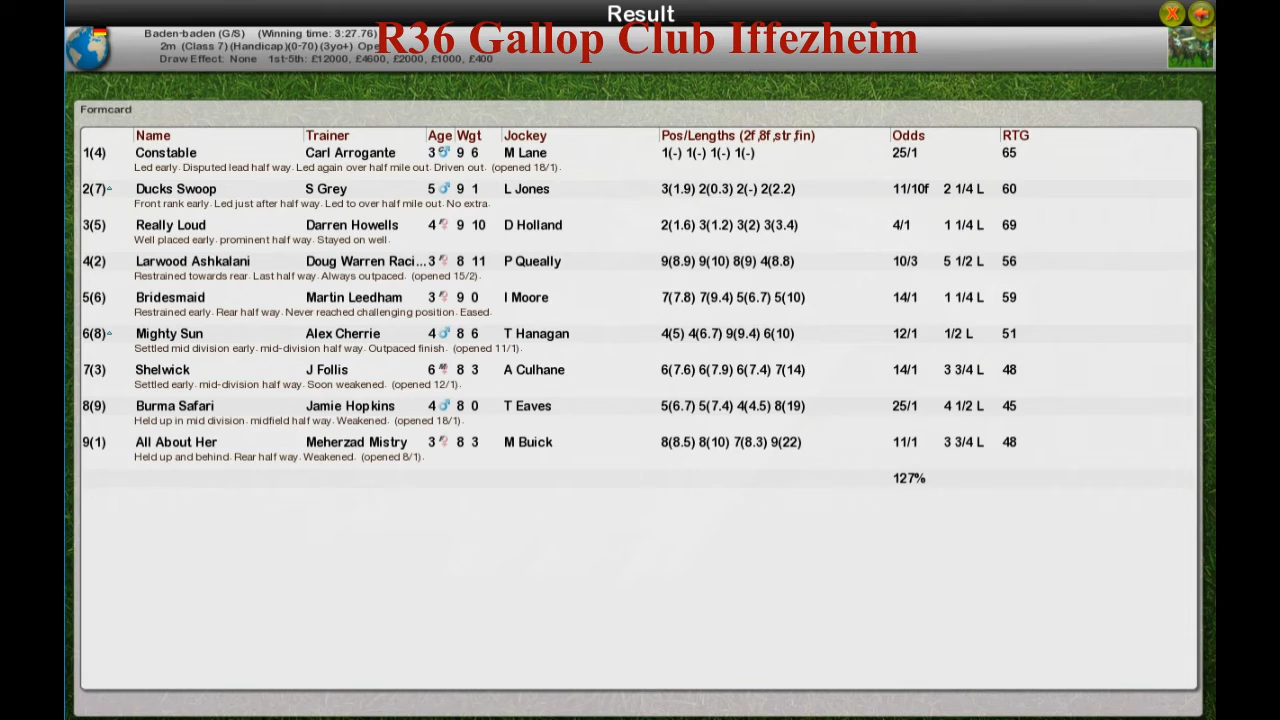 Result
Baden-baden (G/S) (Winning time: 3:27.76)
R36 Gallop Club Iffezheim
2m (Class 7) (Handicap)(0-70) (3yo+) Ope
Draw Effect: None 1st-5th: £12000, £4600, £2000, £1000, £400
Formcard
Name Trainer Age Wgt Jockey Pos/Lengths (2f,8f,str,fin) Odds RTG
1(4) Constable Carl Arrogante 3 9 6 M Lane 1(-) 1(-) 1(-) 1(-) 25/1 65
Led early. Disputed lead half way. Led again over half mile out. Driven out. (opened 18/1).
2(7) Ducks Swoop S Grey 5 9 1 L Jones 3(1.9) 2(0.3) 2(-) 2(2.2) 11/10f 2 1/4 L 60
Front rank early. Led just after half way. Led to over half mile out. No extra.
3(5) Really Loud Darren Howells 4 9 10 D Holland 2(1.6) 3(1.2) 3(2) 3(3.4) 4/1 1 1/4 L 69
Well placed early. prominent half way. Stayed on well.
4(2) Larwood Ashkalani Doug Warren Raci... 3 8 11 P Queally 9(8.9) 9(10) 8(9) 4(8.8) 10/3 5 1/2 L 56
Restrained towards rear. Last half way. Always outpaced. (opened 15/2).
5(6) Bridesmaid Martin Leedham 3 9 0 I Moore 7(7.8) 7(9.4) 5(6.7) 5(10) 14/1 1 1/4 L 59
Restrained early. Rear half way. Never reached challenging position. Eased.
6(8) Mighty Sun Alex Cherrie 4 8 6 T Hanagan 4(5) 4(6.7) 9(9.4) 6(10) 12/1 1/2 L 51
Settled mid division early. mid-division half way. Outpaced finish. (opened 11/1).
7(3) Shelwick J Follis 6 8 3 A Culhane 6(7.6) 6(7.9) 6(7.4) 7(14) 14/1 3 3/4 L 48
Settled early. mid-division half way. Soon weakened. (opened 12/1).
8(9) Burma Safari Jamie Hopkins 4 8 0 T Eaves 5(6.7) 5(7.4) 4(4.5) 8(19) 25/1 4 1/2 L 45
Held up in mid division. midfield half way. Weakened. (opened 18/1).
9(1) All About Her Meherzad Mistry 3 8 3 M Buick 8(8.5) 8(10) 7(8.3) 9(22) 11/1 3 3/4 L 48
Held up and behind. Rear half way. Weakened. (opened 8/1).
127%